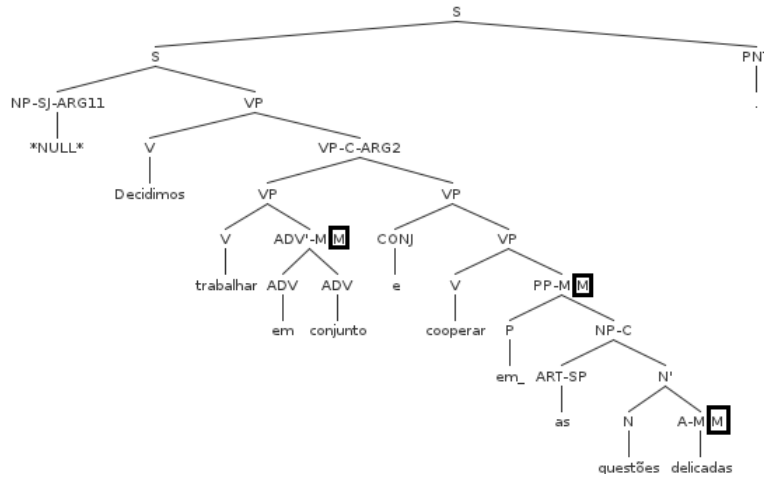 S
S PNT
NP-SJ-ARG11 VP .
*NULL* V VP-C-ARG2
Decidimos VP VP
V ADV'-M M CONJ VP
trabalhar ADV ADV e V PP-M M
em conjunto cooperar P NP-C
em_ ART-SP N'
as N A-M M
questões delicadas